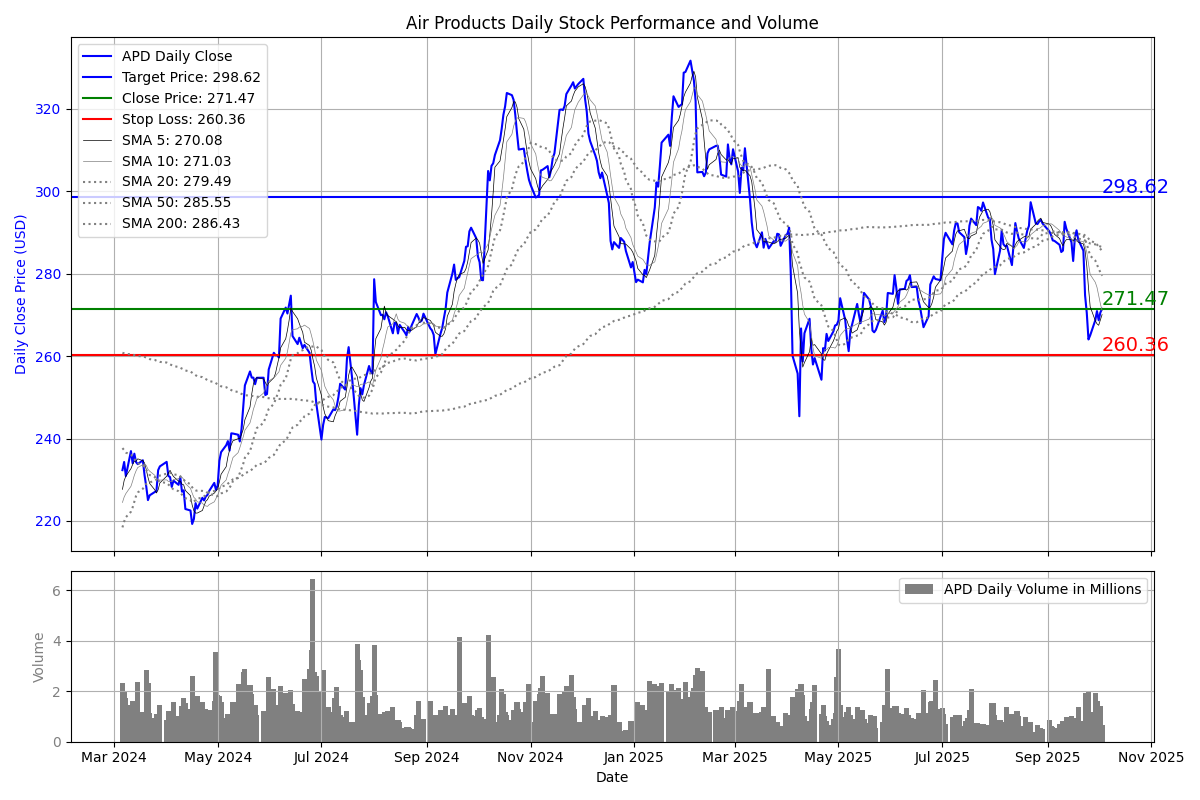 Air Products Daily Stock Performance and Volume
APD Daily Close
Target Price: 298.62
Close Price: 271.47
Stop Loss: 260.36
SMA 5: 270.08
SMA 10: 271.03
SMA 20: 279.49
SMA 50: 285.55
SMA 200: 286.43
Daily Close Price (USD)
320
300
280
260
240
220
298.62
271.47
260.36
APD Daily Volume in Millions
Volume
6
4
2
0
Mar 2024 May 2024 Jul 2024 Sep 2024 Nov 2024 Jan 2025 Mar 2025 May 2025 Jul 2025 Sep 2025 Nov 2025
Date